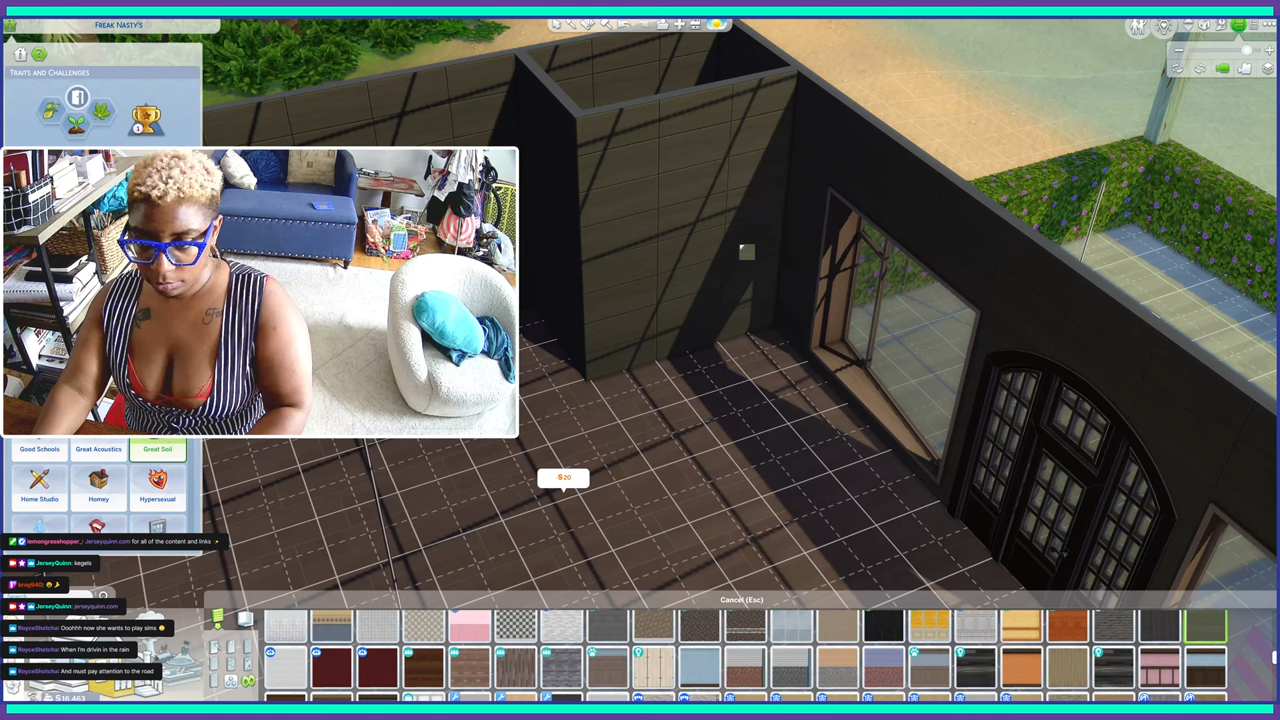 FREAK NASTY'S
TRAITS AND CHALLENGES
1
Good Schools
Great Acoustics
Great Soil
Home Studio
Homey
Hypersexual
lemongrasshopper_: Jerseyquinn.com for all of the content and links
JerseyQuinn: kegels
JerseyQuinn: jerseyquinn.com
RoyceShotcha: Ooohhh now she wants to play sims
RoyceShotcha: When I'm drivin in the rain
RoyceShotcha: And must pay attention to the road
-§20
Cancel (Esc)